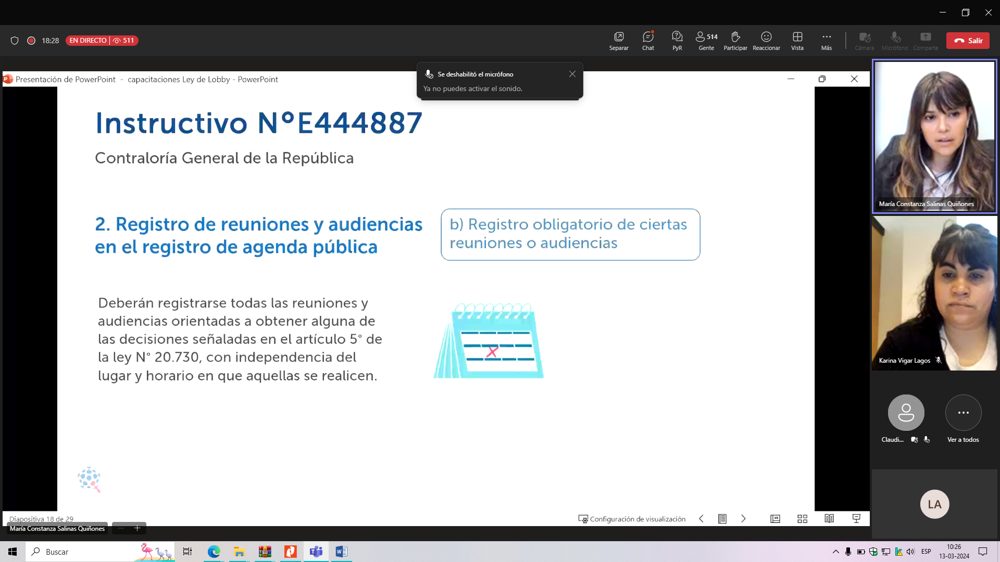 18:28
EN DIRECTO 511
Separar
Chat
PyR
514
Gente
Participar
Reaccionar
Vista
Más
Cámara
Micrófono
Comparte
Salir
Se deshabilitó el micrófono
Ya no puedes activar el sonido.
Presentación de PowerPoint - capacitaciones Ley de Lobby - PowerPoint
Instructivo N°E444887
Contraloría General de la República
2. Registro de reuniones y audiencias
en el registro de agenda pública
b) Registro obligatorio de ciertas
reuniones o audiencias
Deberán registrarse todas las reuniones y
audiencias orientadas a obtener alguna de
las decisiones señaladas en el artículo 5° de
la ley N° 20.730, con independencia del
lugar y horario en que aquellas se realicen.
María Constanza Salinas Quiñones
Karina Vigar Lagos
Claudi...
Ver a todos
LA
Diapositiva 18 de 29
Configuración de visualización
María Constanza Salinas Quiñones
Buscar
ESP
10:26
13-03-2024